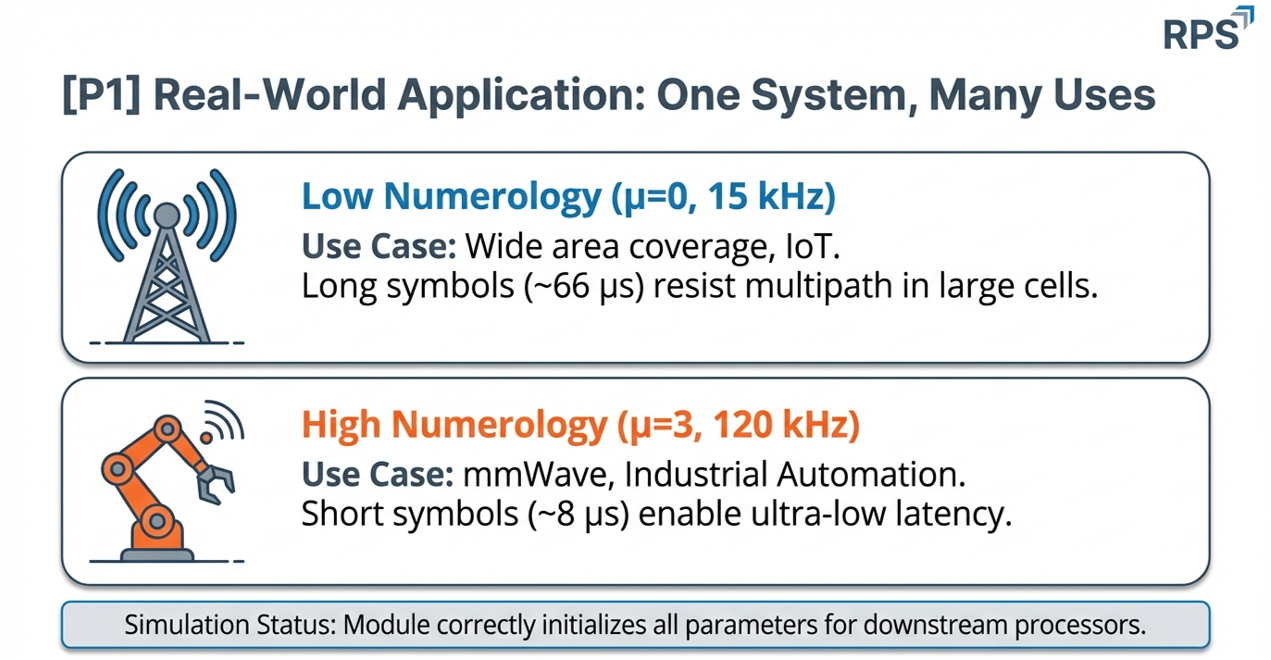 RPS
[P1] Real-World Application: One System, Many Uses
Low Numerology (μ=0, 15 kHz)
Use Case: Wide area coverage, IoT.
Long symbols (~66 μs) resist multipath in large cells.
High Numerology (μ=3, 120 kHz)
Use Case: mmWave, Industrial Automation.
Short symbols (~8 μs) enable ultra-low latency.
Simulation Status: Module correctly initializes all parameters for downstream processors.